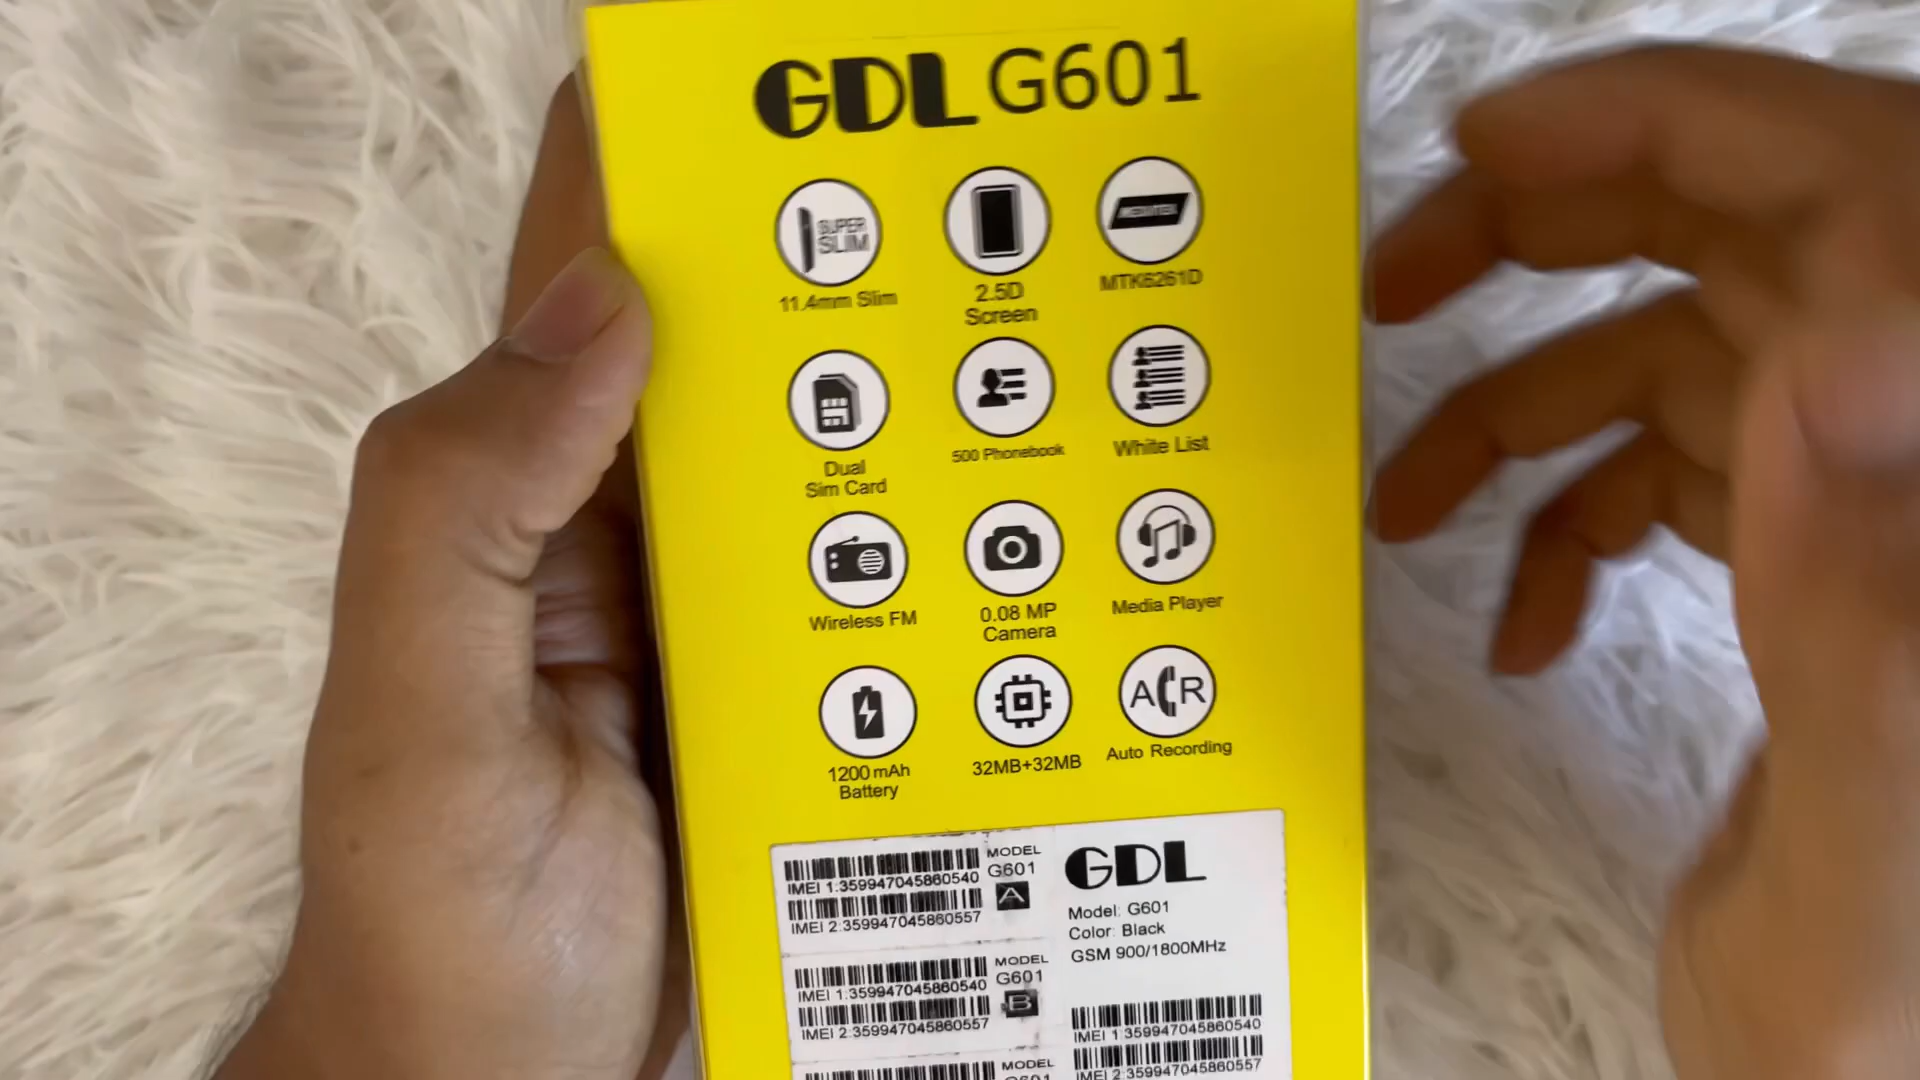 GDL G601
SUPER
SLIM
11.4mm Slim
2.5D
Screen
MTK6261D
Dual
Sim Card
500 Phonebook
White List
Wireless FM
0.08 MP
Camera
Media Player
1200 mAh
Battery
32MB+32MB
A R
Auto Recording
MODEL
G601
A
IMEI 1:359947045860540
IMEI 2:359947045860557
MODEL
G601
B
IMEI 1:359947045860540
IMEI 2:359947045860557
MODEL
GDL
Model: G601
Color: Black
GSM 900/1800MHz
IMEI 1:359947045860540
IMEI 2:359947045860557